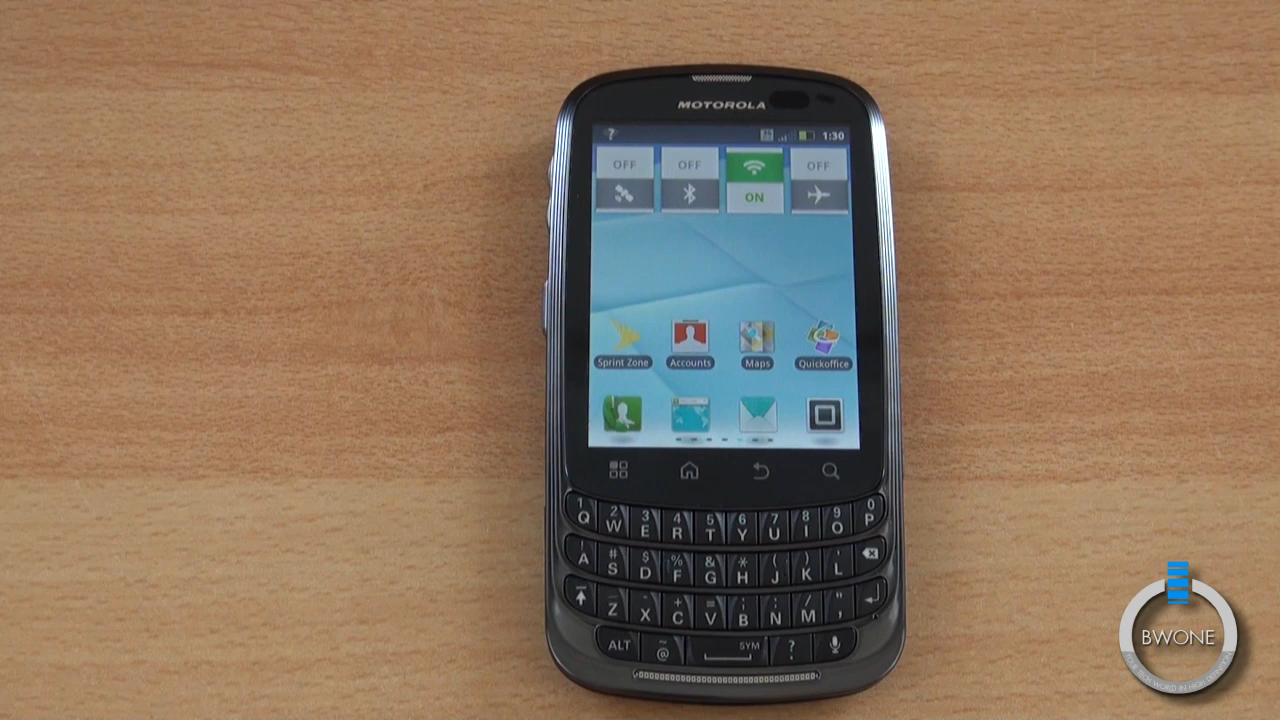 MOTOROLA
1:30
OFF OFF OFF
ON
Sprint Zone Accounts Maps Quickoffice
1 2 3 4 5 6 7 8 9 0
Q W E R T Y U I O P
! # $ % & * ( ) '
A S D F G H J K L
_ - + = ; : / "
Z X C V B N M ,
ALT ~ @ SYM ? .
BWONE